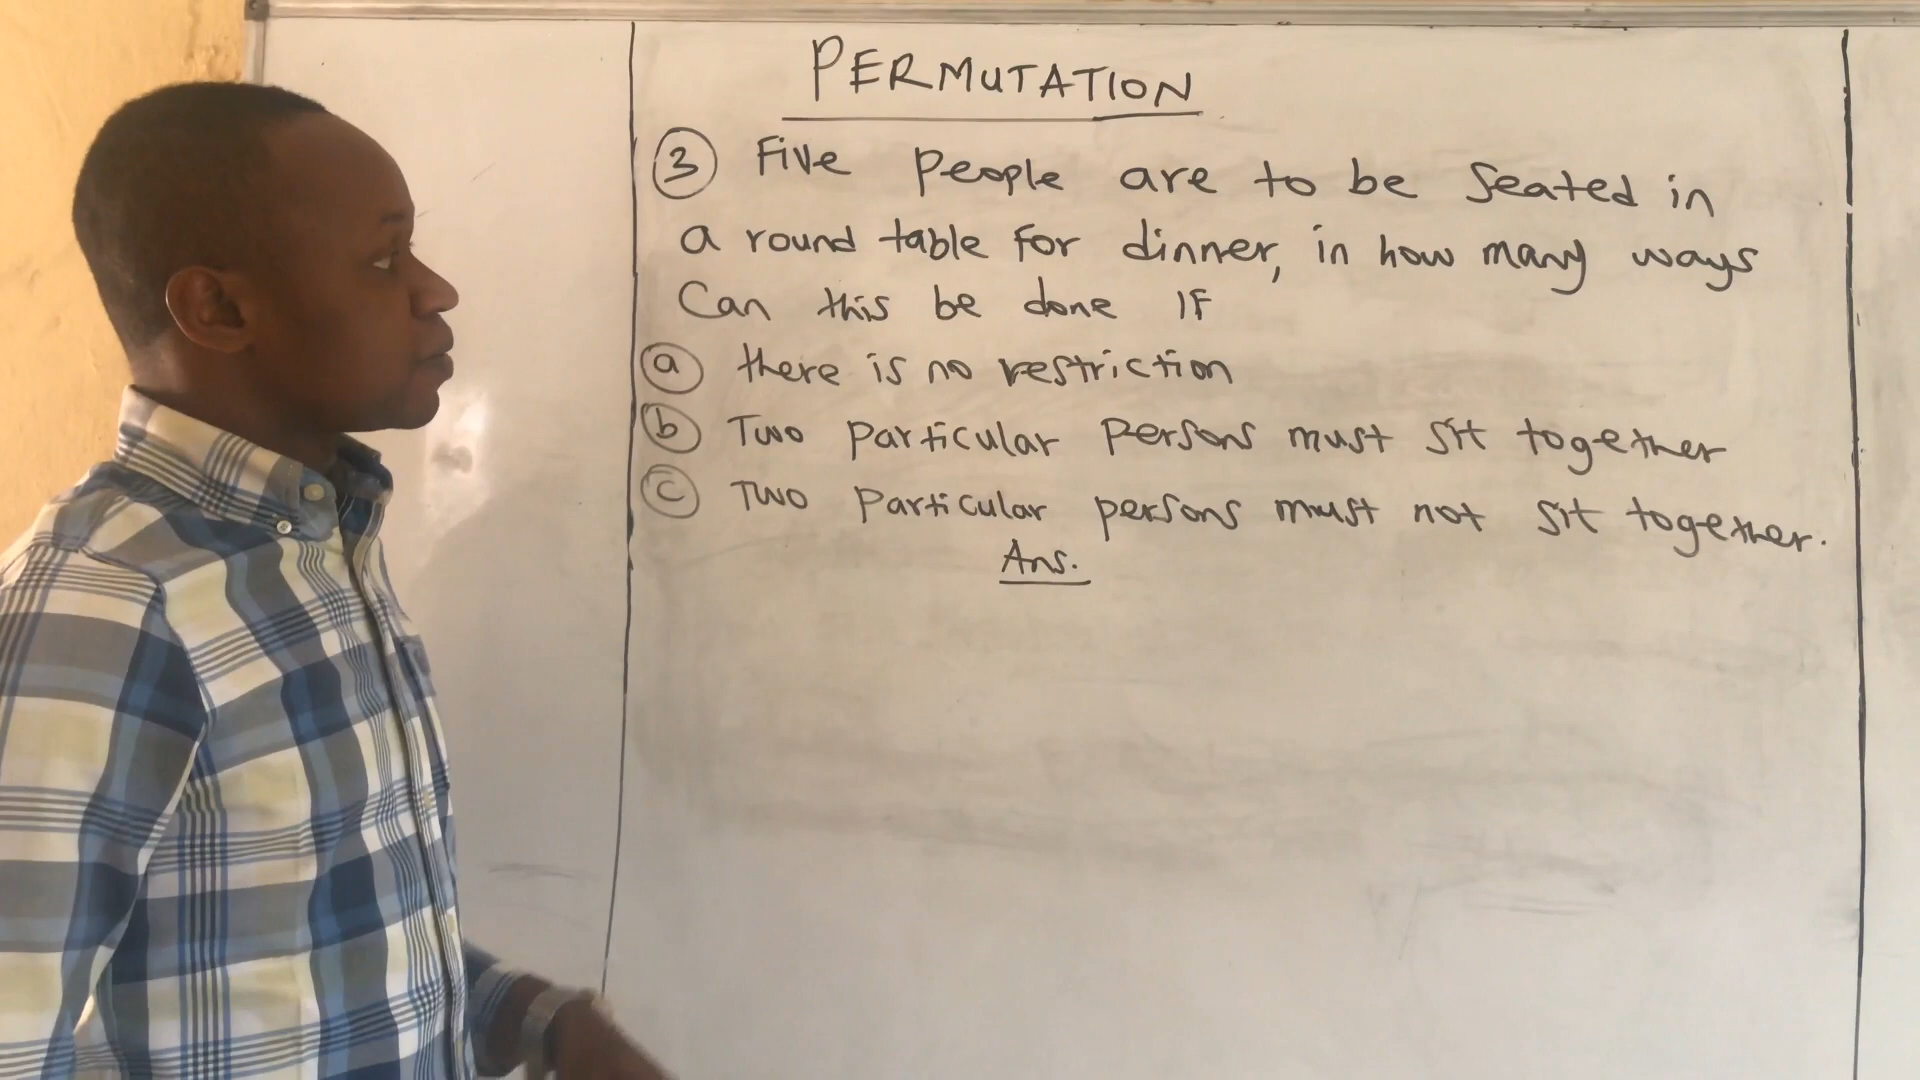 PERMUTATION
3 Five People are to be Seated in
a round table for dinner, in how many ways
Can this be done IF
a there is no restriction
b Two particular persons must sit together
c Two particular persons must not sit together.
Ans.